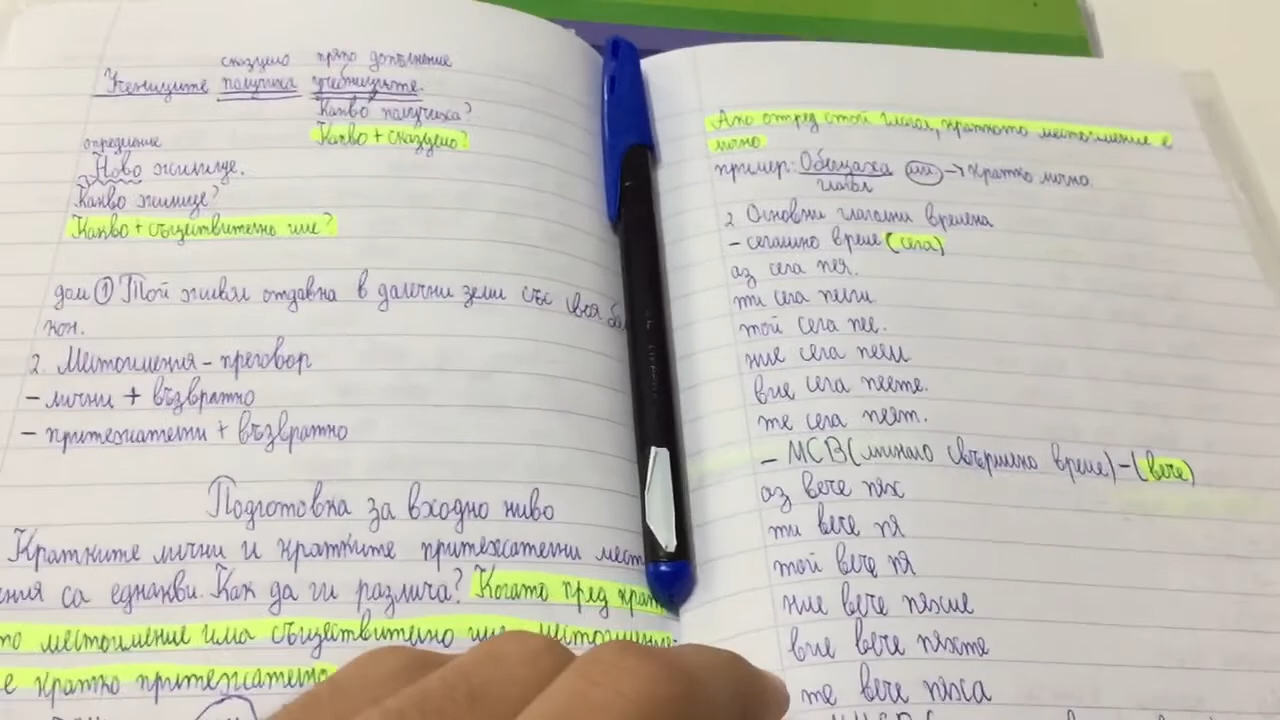 сказуемо пряко допълнение
Учениците получиха учебниците.
Какво получиха?
Какво + сказуемо?
определение
Ново жилище.
Какво жилище?
Какво + съществително име?
дом ① Той живял отдавна в далечни земи със своя
кон.
2. Местоимения – преговор
– лични + възвратно
– притежателни + възвратно
Подготовка за входно ниво
Кратките лични и кратките притежателни
са еднакви. Как да ги различа? Когато пред
местоимение има съществително име, местоимение-
е кратко притежателно
Ако отпред стои глагол, краткото местоимение е
лично
пример: Обещаха ми → кратко лично.
глагол
2 Основни глаголни времена
– сегашно време (сега)
аз сега пея.
ти сега пееш
той сега пее.
ние сега пеем
вие сега пеете.
те сега пеят.
– МСВ (минало свършено време) – (вече)
аз вече пях
ти вече пя
той вече пя
ние вече пяхме
вие вече пяхте
те вече пяха